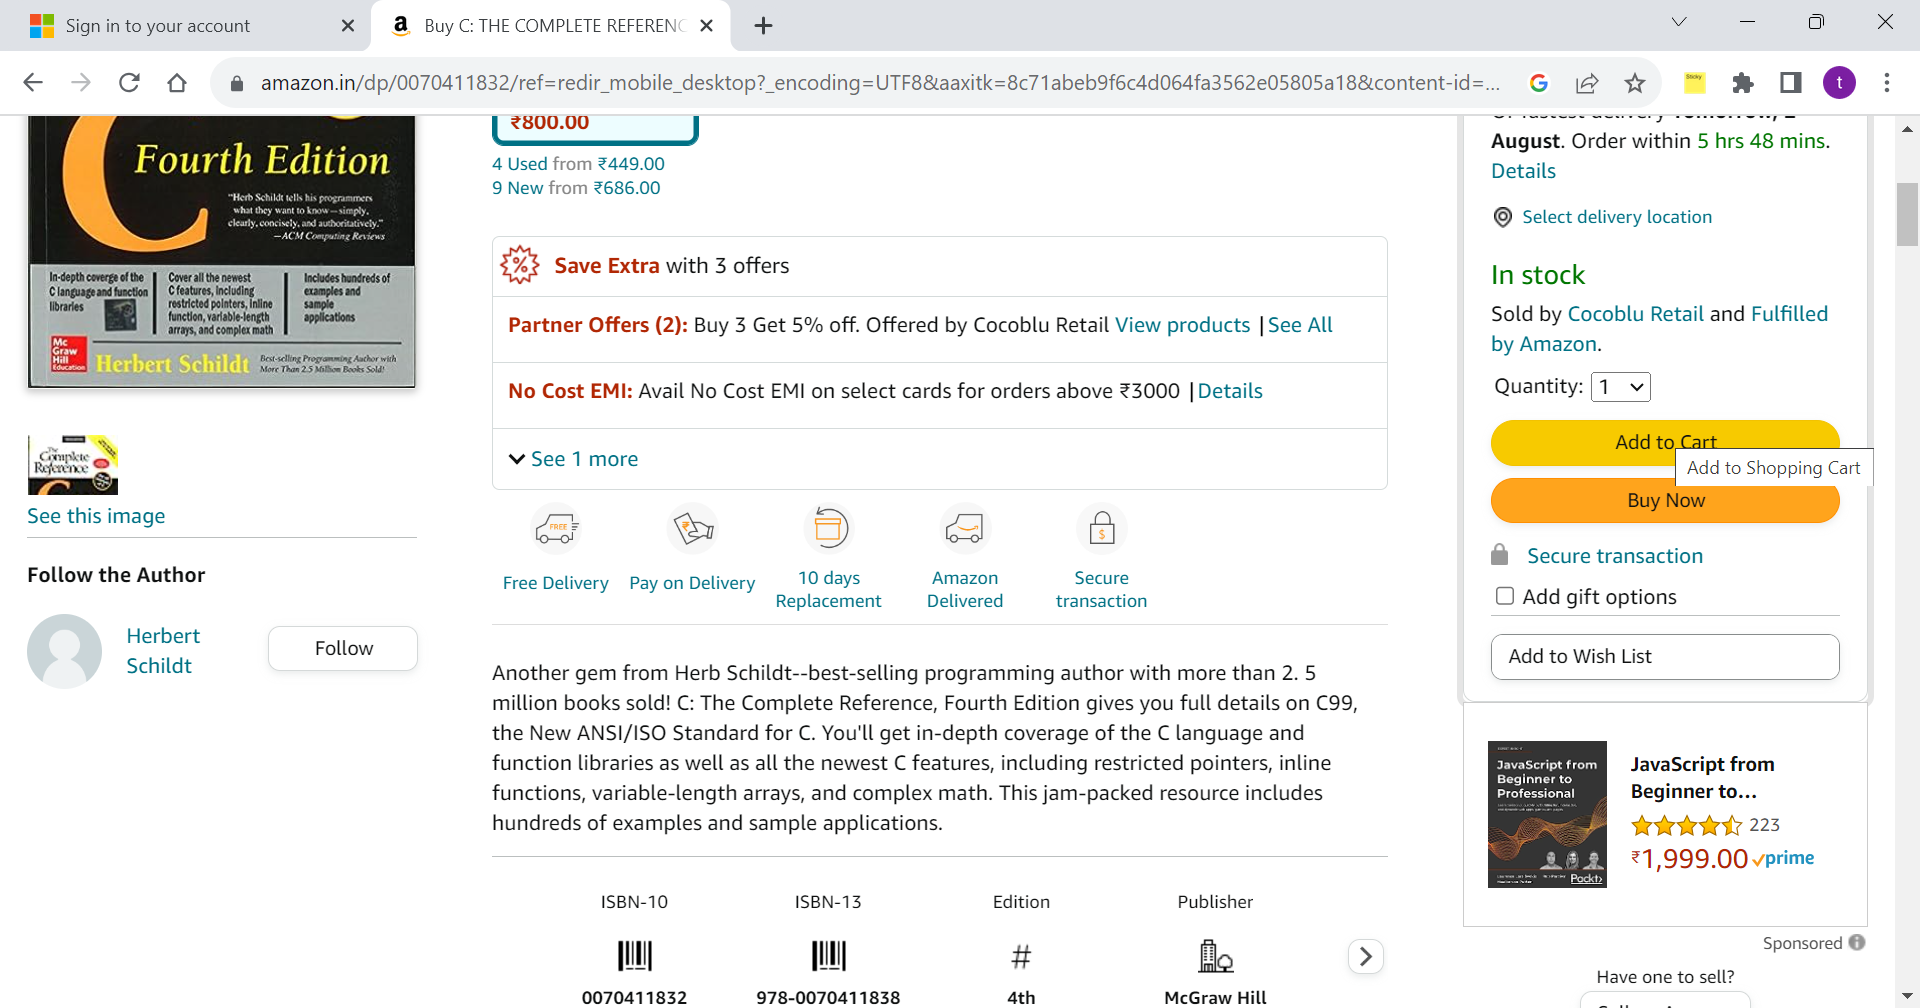 Sign in to your account
Buy C: THE COMPLETE REFERENC
amazon.in/dp/0070411832/ref=redir_mobile_desktop?_encoding=UTF8&aaxitk=8c71abeb9f6c4d064fa3562e05805a18&content-id=...
Sticky
t
Fourth Edition
"Herb Schildt tells his programmers
what they want to know—simply,
clearly, concisely, and authoritatively."
—ACM Computing Reviews
In-depth coverge of the
C language and function
libraries
Cover all the newest
C features, including
restricted pointers, inline
function, variable-length
arrays, and complex math
Includes hundreds of
examples and
sample
applications
Mc
Graw
Hill
Education
Herbert Schildt
Best-selling Programming Author with
More Than 2.5 Million Books Sold!
The
Complete
Reference
See this image
Follow the Author
Herbert
Schildt
Follow
₹800.00
4 Used from ₹449.00
9 New from ₹686.00
Save Extra with 3 offers
Partner Offers (2): Buy 3 Get 5% off. Offered by Cocoblu Retail View products | See All
No Cost EMI: Avail No Cost EMI on select cards for orders above ₹3000 | Details
See 1 more
FREE
Free Delivery
Pay on Delivery
10 days
Replacement
Amazon
Delivered
Secure
transaction
Another gem from Herb Schildt--best-selling programming author with more than 2. 5
million books sold! C: The Complete Reference, Fourth Edition gives you full details on C99,
the New ANSI/ISO Standard for C. You'll get in-depth coverage of the C language and
function libraries as well as all the newest C features, including restricted pointers, inline
functions, variable-length arrays, and complex math. This jam-packed resource includes
hundreds of examples and sample applications.
ISBN-10
0070411832
ISBN-13
978-0070411838
Edition
#
4th
Publisher
McGraw Hill
Or fastest delivery Tomorrow, 2
August. Order within 5 hrs 48 mins.
Details
Select delivery location
In stock
Sold by Cocoblu Retail and Fulfilled
by Amazon.
Quantity: 1
Add to Cart
Add to Shopping Cart
Buy Now
Secure transaction
Add gift options
Add to Wish List
JavaScript from
Beginner to
Professional
Packt>
JavaScript from
Beginner to...
223
₹1,999.00 prime
Sponsored
Have one to sell?